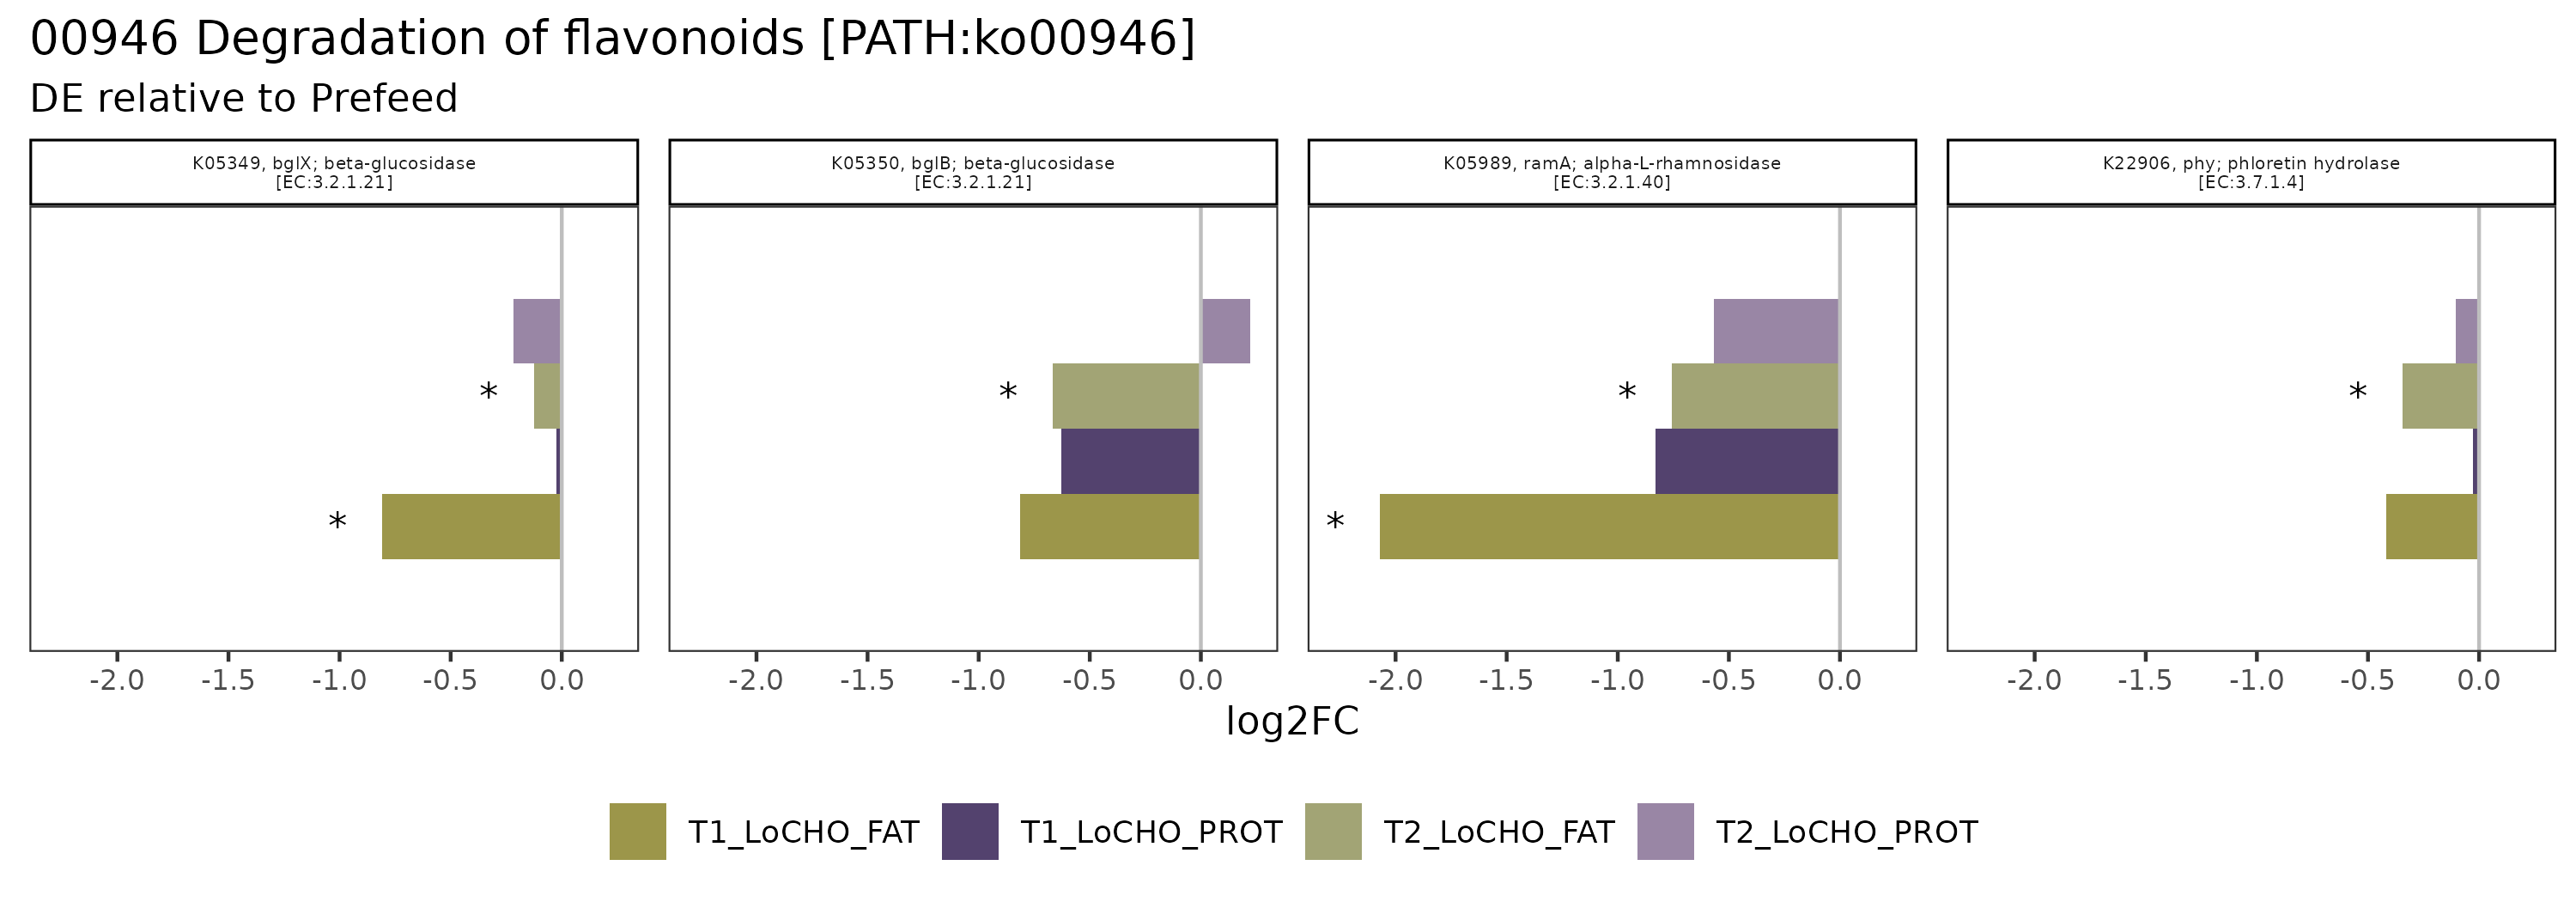 00946 Degradation of flavonoids [PATH:ko00946]
DE relative to Prefeed
K05349, bglX; beta-glucosidase
[EC:3.2.1.21]
K05350, bglB; beta-glucosidase
[EC:3.2.1.21]
K05989, ramA; alpha-L-rhamnosidase
[EC:3.2.1.40]
K22906, phy; phloretin hydrolase
[EC:3.7.1.4]
* *
* 
* *
*
-2.0 -1.5 -1.0 -0.5 0.0
-2.0 -1.5 -1.0 -0.5 0.0
-2.0 -1.5 -1.0 -0.5 0.0
-2.0 -1.5 -1.0 -0.5 0.0
log2FC
T1_LoCHO_FAT T1_LoCHO_PROT T2_LoCHO_FAT T2_LoCHO_PROT